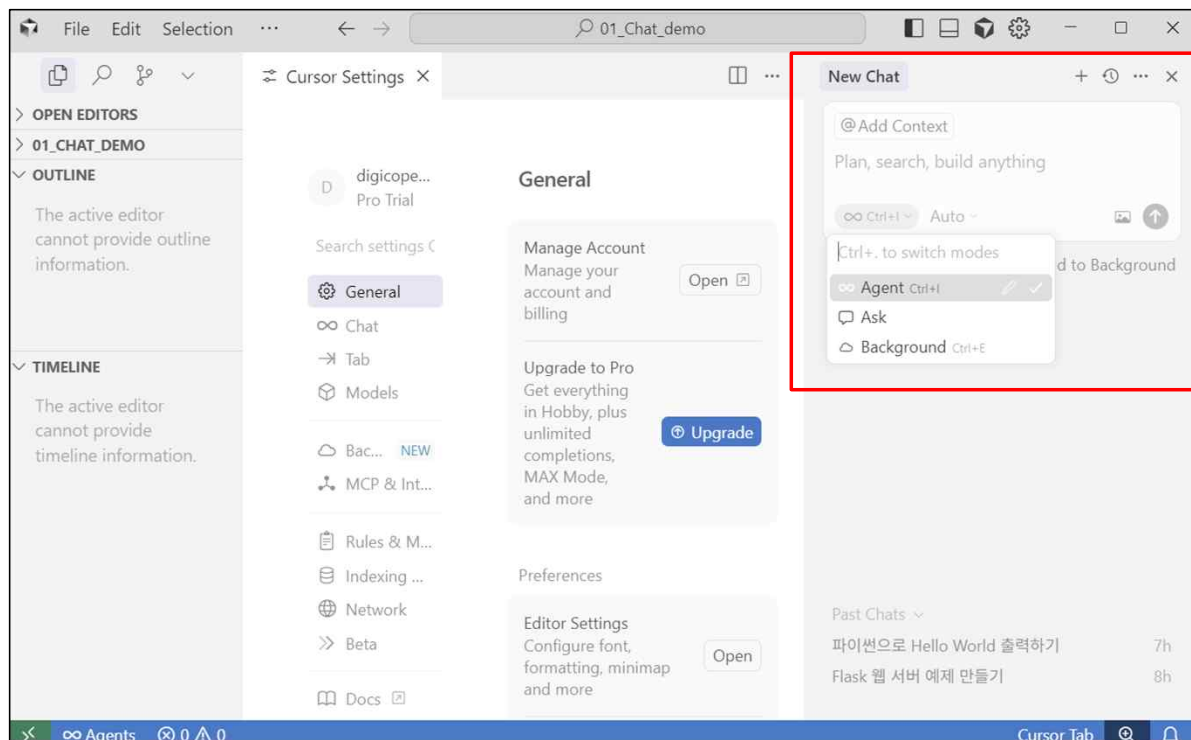 File Edit Selection ···
01_Chat_demo
OPEN EDITORS
01_CHAT_DEMO
OUTLINE
The active editor
cannot provide outline
information.
TIMELINE
The active editor
cannot provide
timeline information.
Cursor Settings
D
digicope...
Pro Trial
Search settings
General
Chat
Tab
Models
Bac... NEW
MCP & Int...
Rules & M...
Indexing ...
Network
Beta
Docs
General
Manage Account
Manage your
account and
billing
Open
Upgrade to Pro
Get everything
in Hobby, plus
unlimited
completions,
MAX Mode,
and more
Upgrade
Preferences
Editor Settings
Configure font,
formatting, minimap
and more
Open
New Chat
@ Add Context
Plan, search, build anything
Ctrl+I Auto
Ctrl+. to switch modes
d to Background
Agent Ctrl+I
Ask
Background Ctrl+E
Past Chats
파이썬으로 Hello World 출력하기 7h
Flask 웹 서버 예제 만들기 8h
Agents 0 0
Cursor Tab